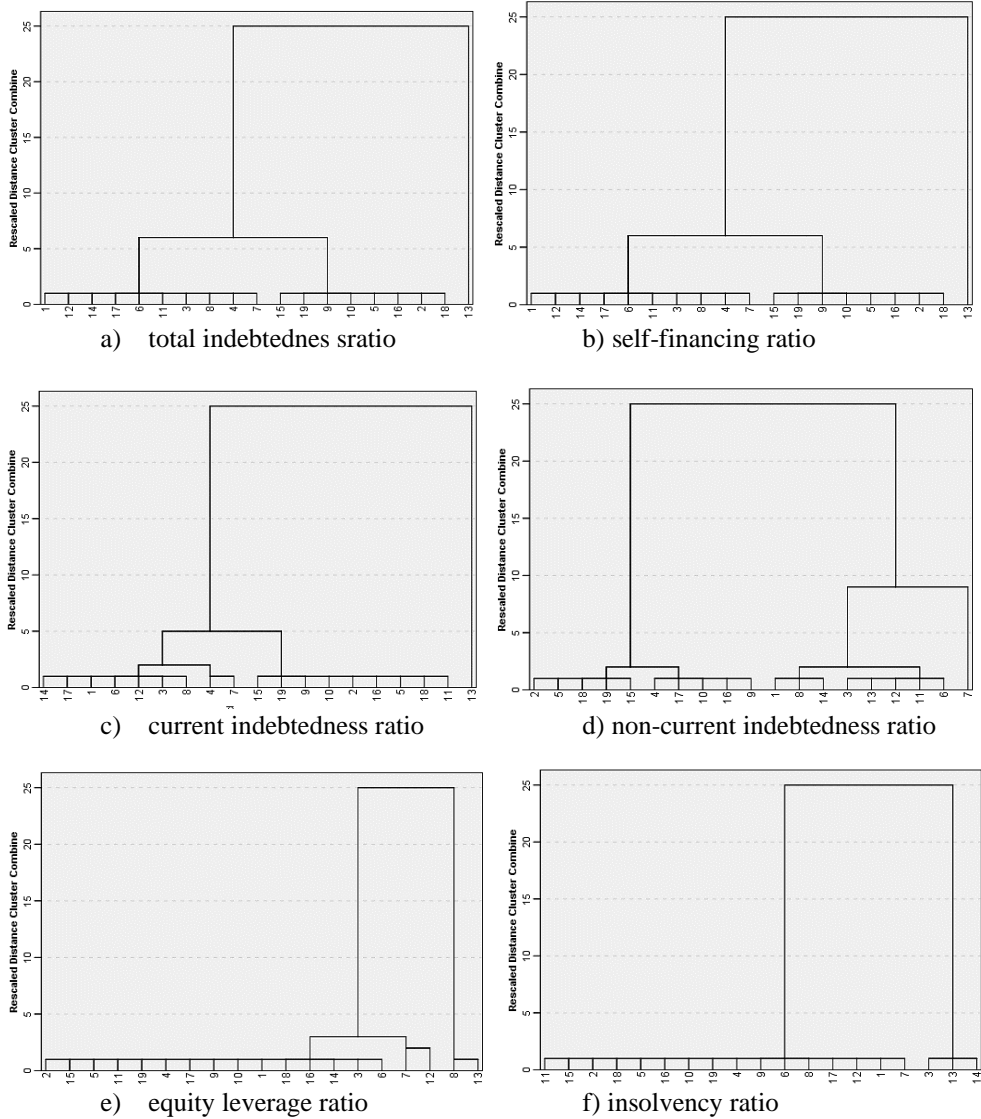 Rescaled Distance Cluster Combine
25
20
15
10
5
0
1 12 14 17 6 11 3 8 4 7 15 19 9 10 5 16 2 18 13
a) total indebtednes sratio
Rescaled Distance Cluster Combine
25
20
15
10
5
0
1 12 14 17 6 11 3 8 4 7 15 19 9 10 5 16 2 18 13
b) self-financing ratio
Rescaled Distance Cluster Combine
25
20
15
10
5
0
14 17 1 6 12 3 8 4 7 15 19 9 10 2 16 5 18 11 13
c) current indebtedness ratio
Rescaled Distance Cluster Combine
25
20
15
10
5
0
2 5 18 19 15 4 17 10 16 9 1 8 14 3 13 12 11 6 7
d) non-current indebtedness ratio
Rescaled Distance Cluster Combine
25
20
15
10
5
0
2 15 5 11 19 4 17 9 10 1 18 16 14 3 6 7 12 8 13
e) equity leverage ratio
Rescaled Distance Cluster Combine
25
20
15
10
5
0
11 15 2 18 5 16 17 19 4 9 6 8 10 12 1 7 3 13 14
f) insolvency ratio